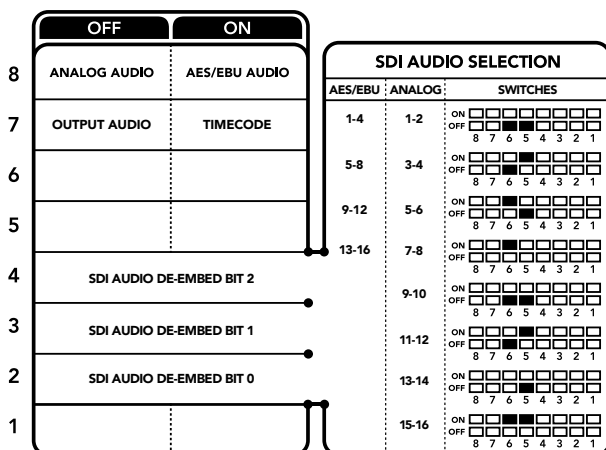 OFF ON
8 ANALOG AUDIO AES/EBU AUDIO
7 OUTPUT AUDIO TIMECODE
6
5
4 SDI AUDIO DE-EMBED BIT 2
3 SDI AUDIO DE-EMBED BIT 1
2 SDI AUDIO DE-EMBED BIT 0
1
SDI AUDIO SELECTION
AES/EBU ANALOG SWITCHES
1-4 1-2 ON
OFF
8 7 6 5 4 3 2 1
5-8 3-4 ON
OFF
8 7 6 5 4 3 2 1
9-12 5-6 ON
OFF
8 7 6 5 4 3 2 1
13-16 7-8 ON
OFF
8 7 6 5 4 3 2 1
9-10 ON
OFF
8 7 6 5 4 3 2 1
11-12 ON
OFF
8 7 6 5 4 3 2 1
13-14 ON
OFF
8 7 6 5 4 3 2 1
15-16 ON
OFF
8 7 6 5 4 3 2 1